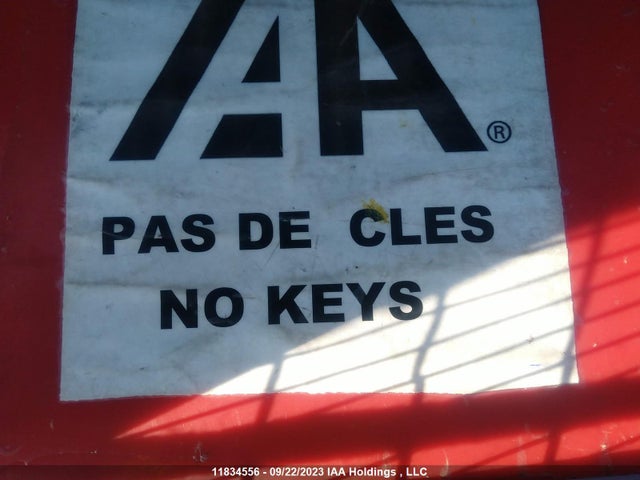 IAA®
PAS DE CLES
NO KEYS
11834556 - 09/22/2023 IAA Holdings , LLC